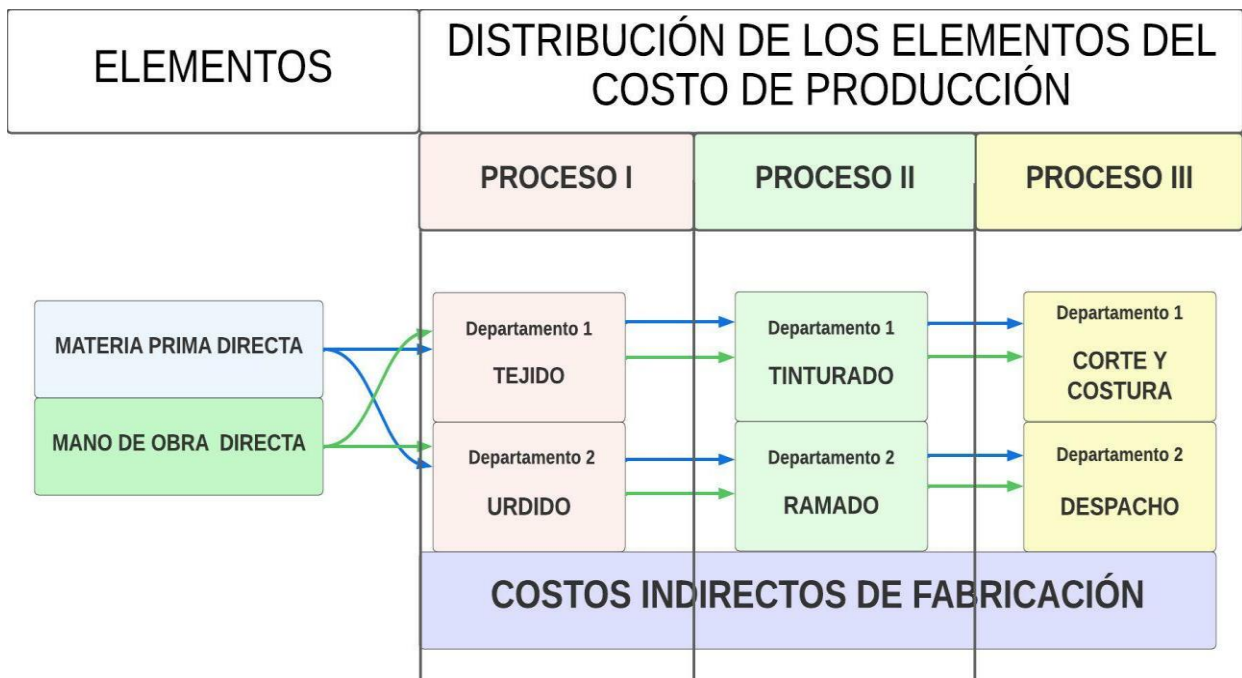 ELEMENTOS
DISTRIBUCIÓN DE LOS ELEMENTOS DEL
COSTO DE PRODUCCIÓN
PROCESO I
PROCESO II
PROCESO III
MATERIA PRIMA DIRECTA
MANO DE OBRA DIRECTA
Departamento 1
TEJIDO
Departamento 2
URDIDO
Departamento 1
TINTURADO
Departamento 2
RAMADO
Departamento 1
CORTE Y
COSTURA
Departamento 2
DESPACHO
COSTOS INDIRECTOS DE FABRICACIÓN